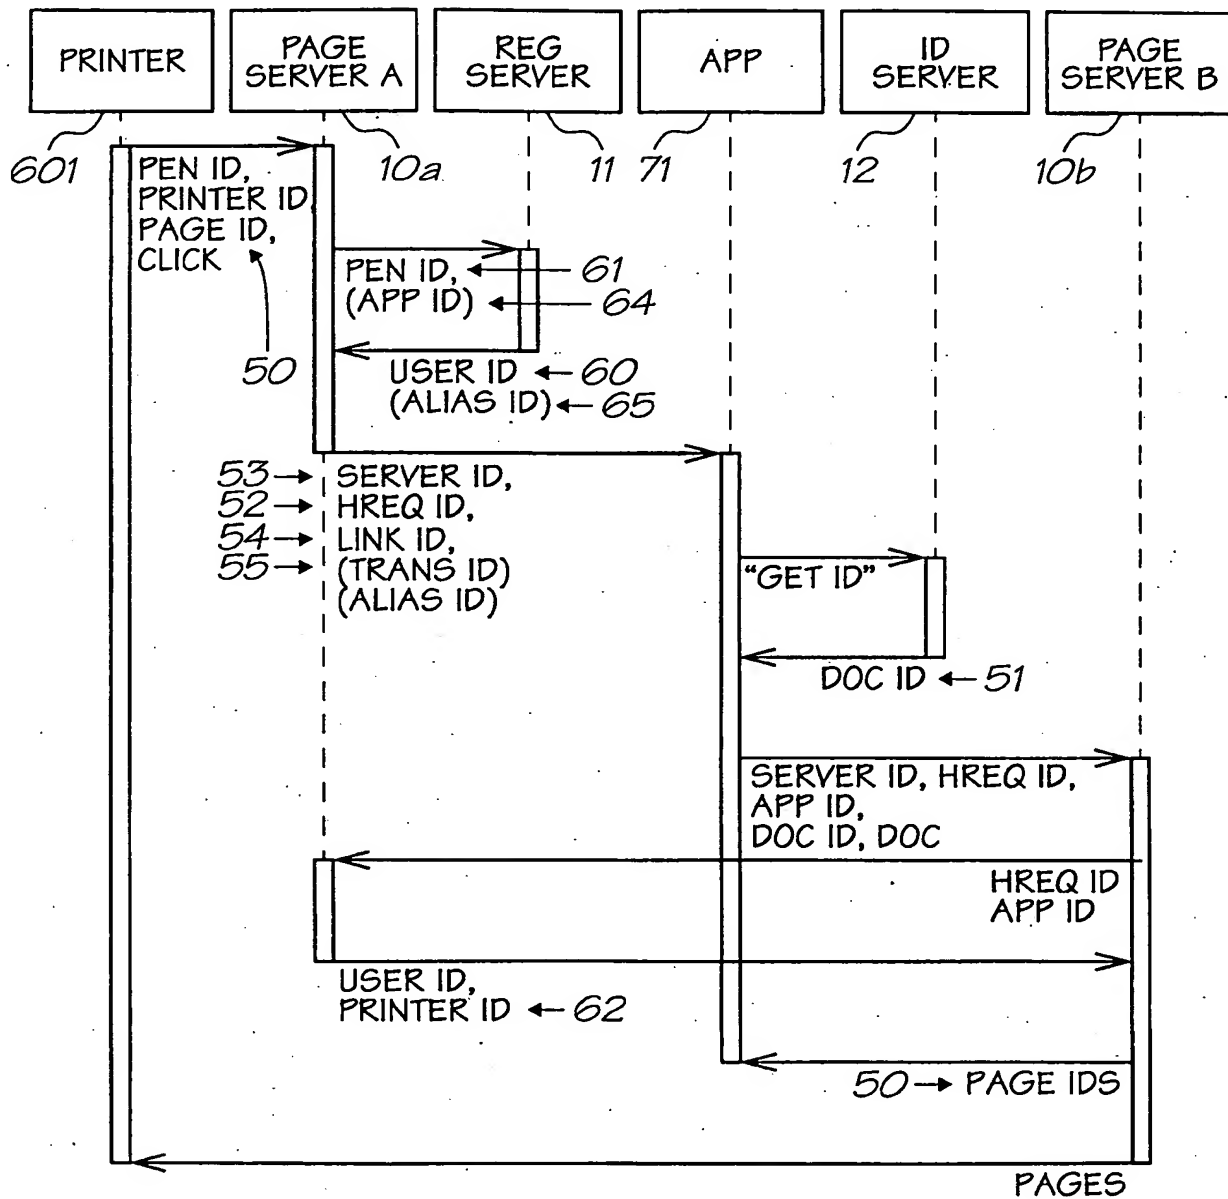 PRINTER
PAGE
SERVER A
REG
SERVER
APP
ID
SERVER
PAGE
SERVER B
601
10a
11
71
12
10b
PEN ID,
PRINTER ID
PAGE ID,
CLICK
50
PEN ID,
61
(APP ID)
64
USER ID
60
(ALIAS ID)
65
53
SERVER ID,
52
HREQ ID,
54
LINK ID,
55
(TRANS ID)
(ALIAS ID)
“GET ID”
DOC ID
51
SERVER ID, HREQ ID,
APP ID,
DOC ID, DOC
HREQ ID
APP ID
USER ID,
PRINTER ID
62
50
PAGE IDS
PAGES